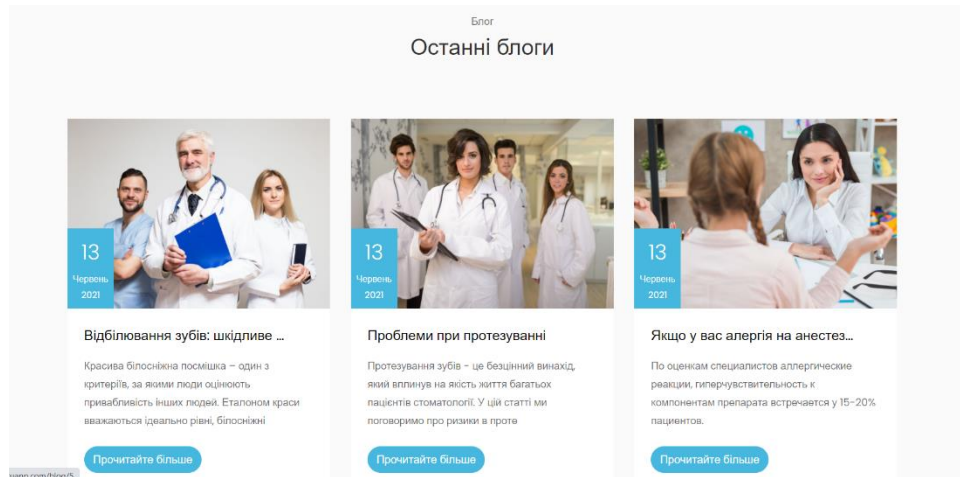 Блог
Останні блоги
13
Червень
2021
Відбілювання зубів: шкідливе ...
Красива білосніжна посмішка – один з
критеріїв, за якими люди оцінюють
привабливість інших людей. Еталоном краси
вважаються ідеально рівні, білосніжні
Прочитайте більше
13
Червень
2021
Проблеми при протезуванні
Протезування зубів – це безцінний винахід,
який вплинув на якість життя багатьох
пацієнтів стоматології. У цій статті ми
поговоримо про ризики в проте
Прочитайте більше
13
Червень
2021
Якщо у вас алергія на анестез...
По оценкам специалистов аллергические
реакции, гиперчувствительность к
компонентам препарата встречается у 15-20%
пациентов.
Прочитайте більше